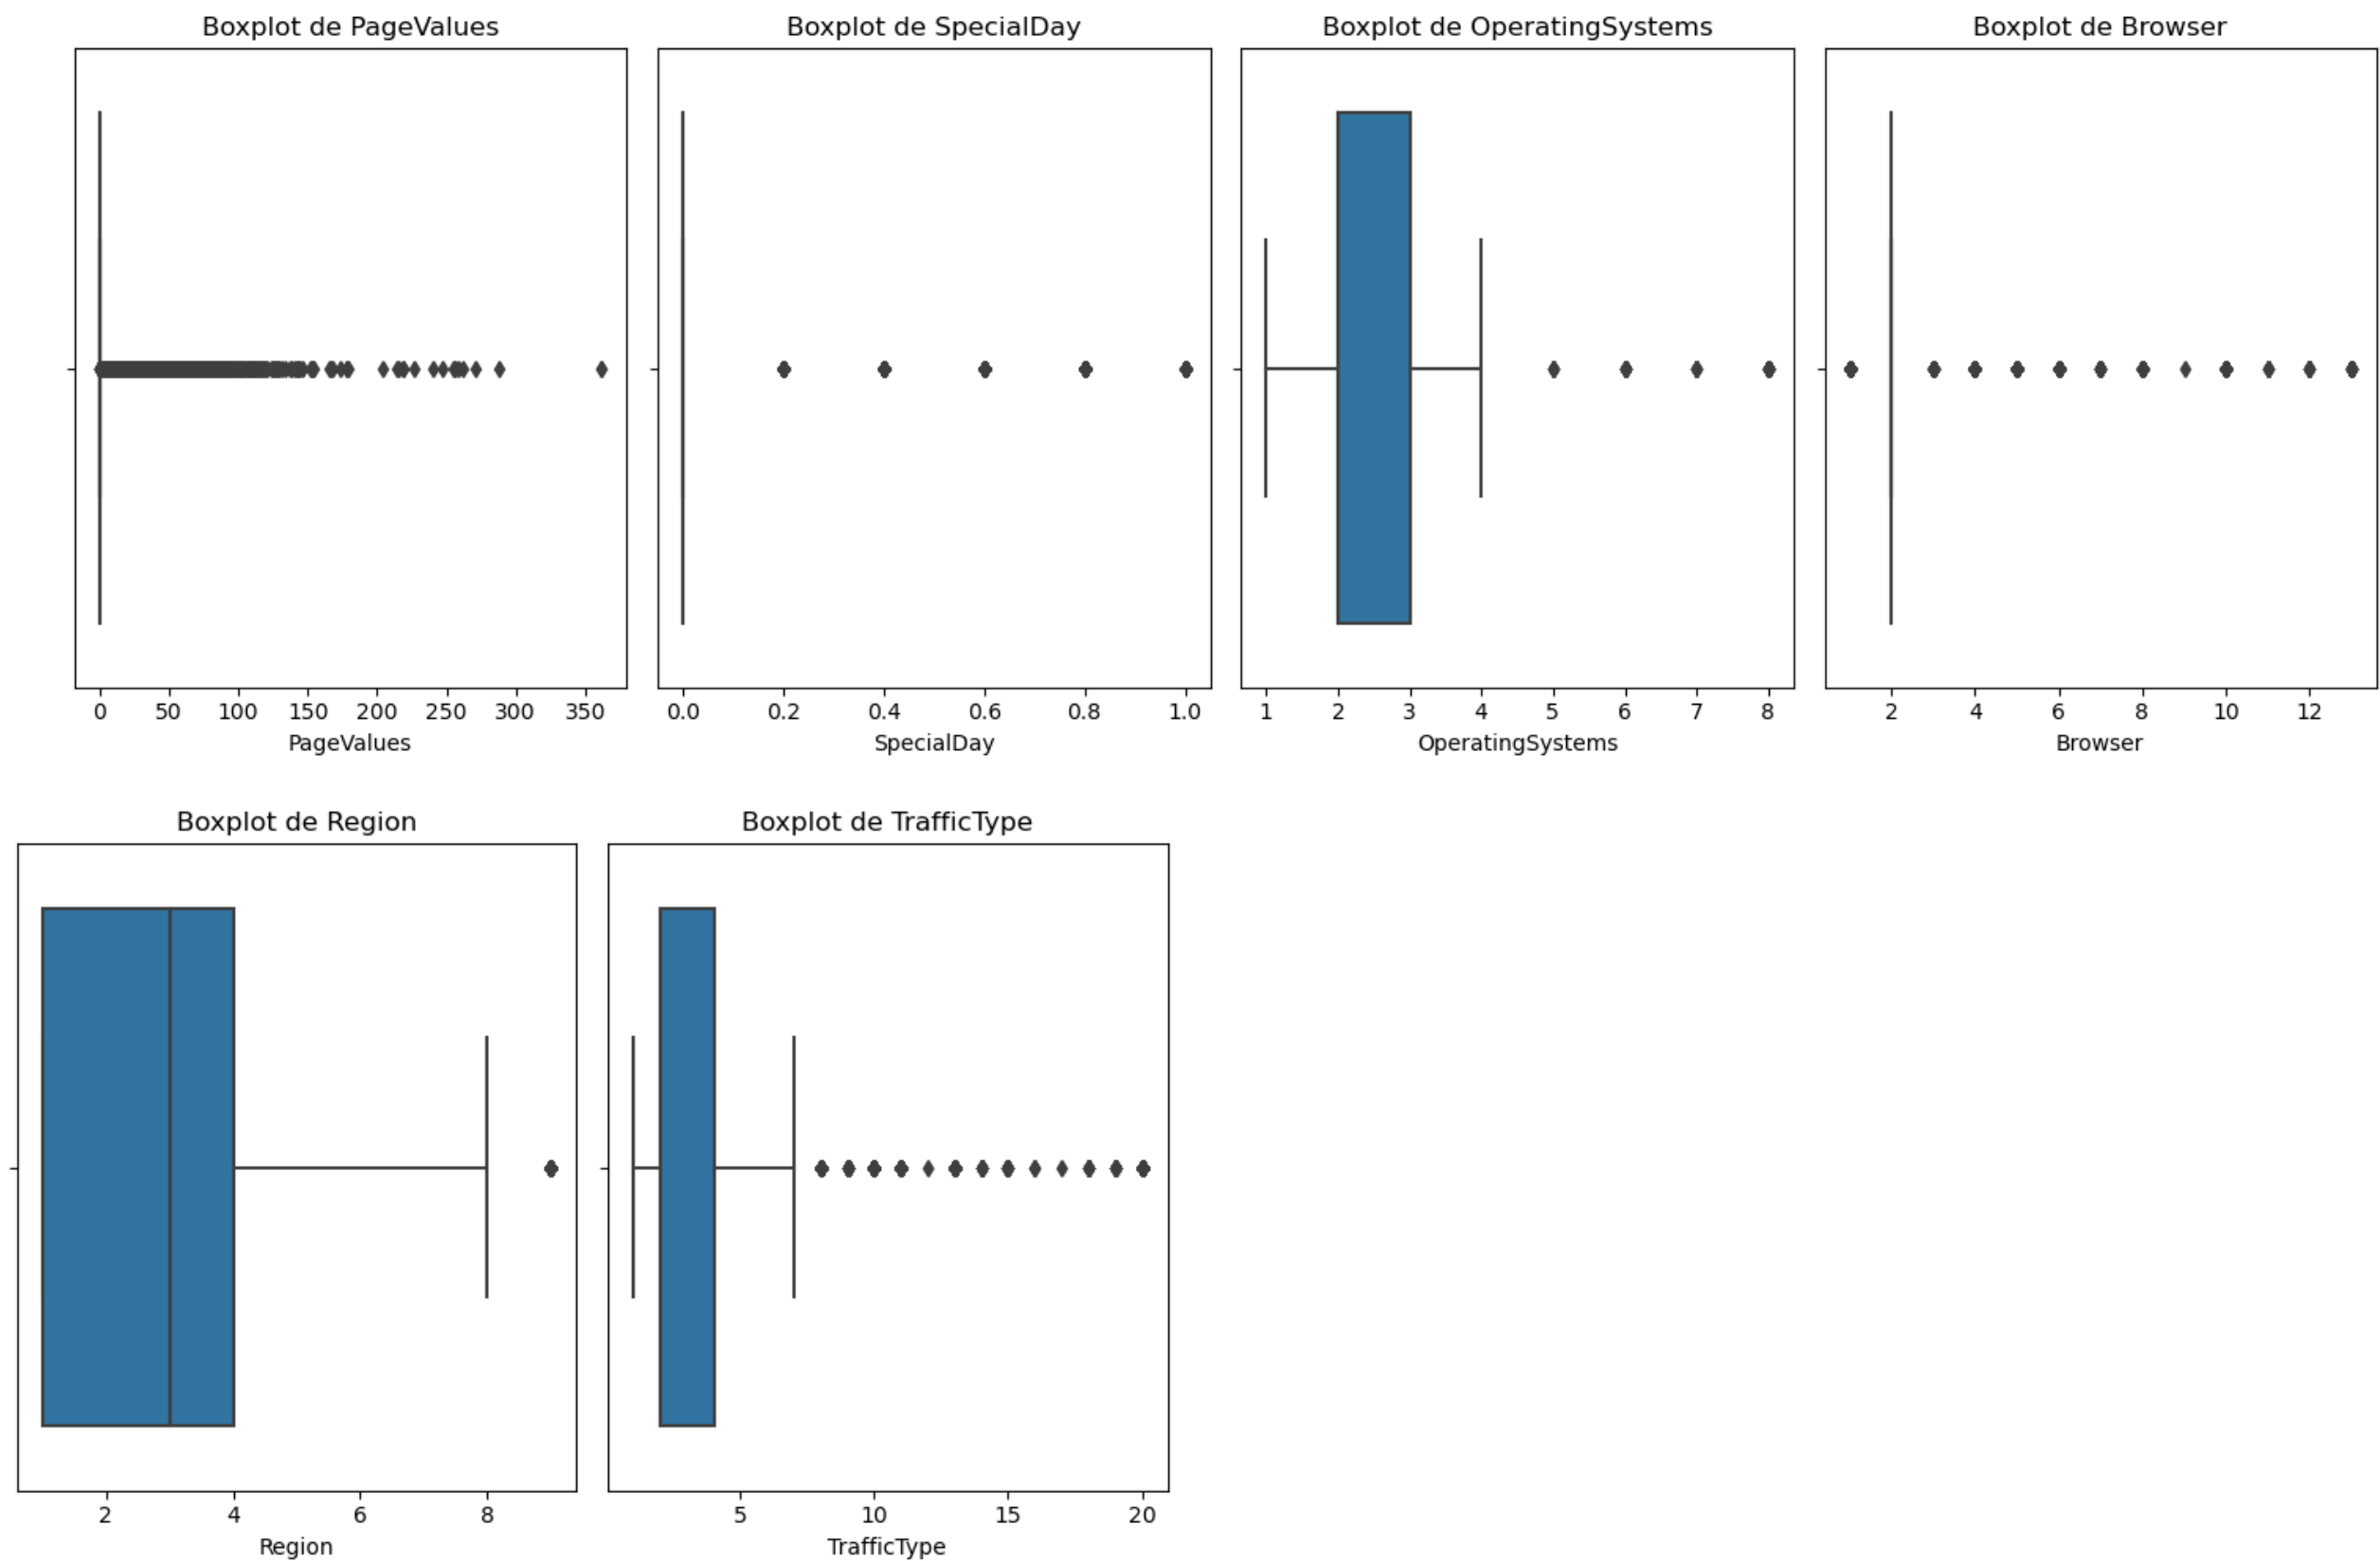 Boxplot de PageValues
Boxplot de SpecialDay
Boxplot de OperatingSystems
Boxplot de Browser
0 50 100 150 200 250 300 350
0.0 0.2 0.4 0.6 0.8 1.0
1 2 3 4 5 6 7 8
2 4 6 8 10 12
PageValues
SpecialDay
OperatingSystems
Browser
Boxplot de Region
Boxplot de TrafficType
2 4 6 8
5 10 15 20
Region
TrafficType